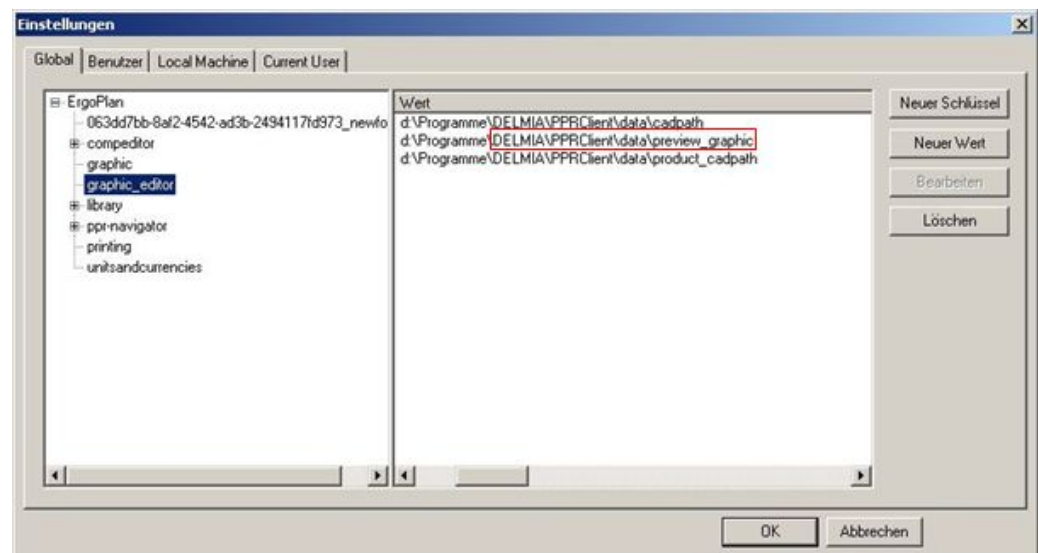 Einstellungen
Global Benutzer Local Machine Current User
ErgoPlan
063dd7bb-8af2-4542-ad3b-2494117fd973_newfo
compeditor
graphic
graphic_editor
library
ppr-navigator
printing
unitsandcurrencies
Wert
d:\Programme\DELMIA\PPRClient\data\cadpath
d:\Programme\DELMIA\PPRClient\data\preview_graphic
d:\Programme\DELMIA\PPRClient\data\product_cadpath
Neuer Schlüssel
Neuer Wert
Bearbeiten
Löschen
OK Abbrechen